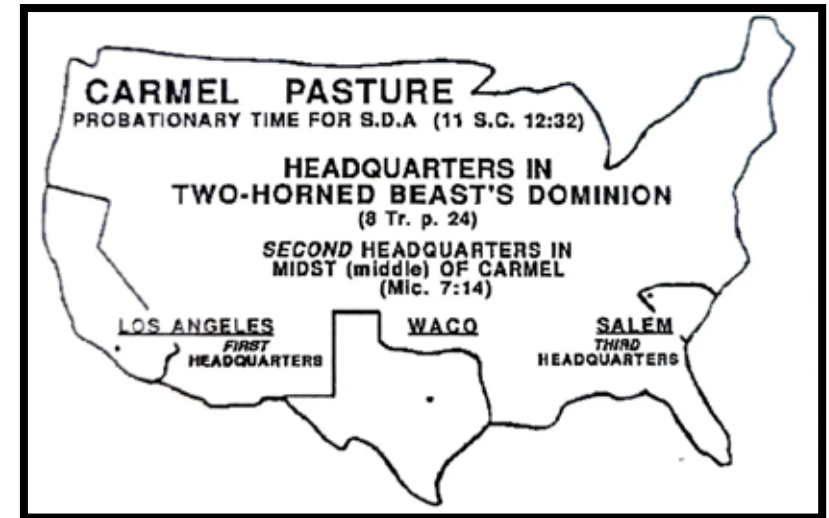 CARMEL PASTURE
PROBATIONARY TIME FOR S.D.A (11 S.C. 12:32)
HEADQUARTERS IN
TWO-HORNED BEAST'S DOMINION
(8 Tr. p. 24)
SECOND HEADQUARTERS IN
MIDST (middle) OF CARMEL
(Mic. 7:14)
LOS ANGELES
FIRST
HEADQUARTERS
WACO
SALEM
THIRD
HEADQUARTERS